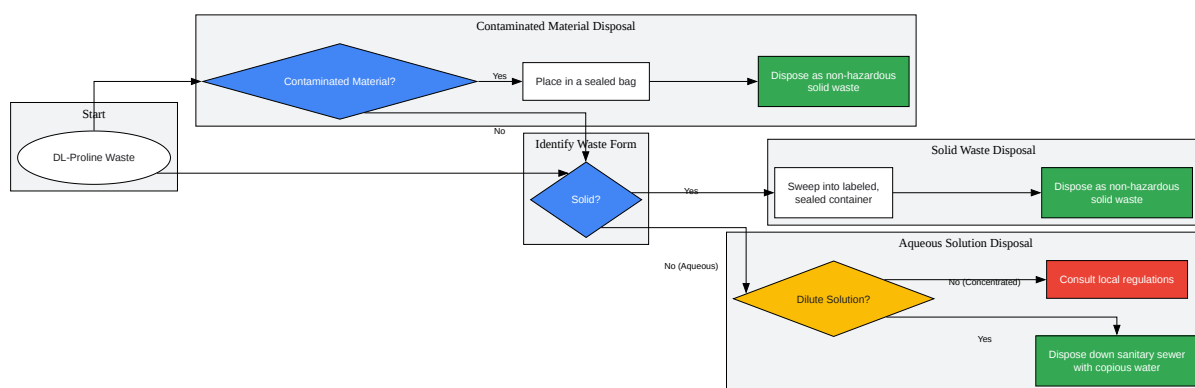 Contaminated Material Disposal
Contaminated Material?
Yes
Place in a sealed bag
Dispose as non-hazardous
solid waste
No
Start
DL-Proline Waste
Identify Waste Form
Solid?
Yes
No (Aqueous)
Solid Waste Disposal
Sweep into labeled,
sealed container
Dispose as non-hazardous
solid waste
Aqueous Solution Disposal
Dilute Solution?
No (Concentrated)
Consult local regulations
Yes
Dispose down sanitary sewer
with copious water